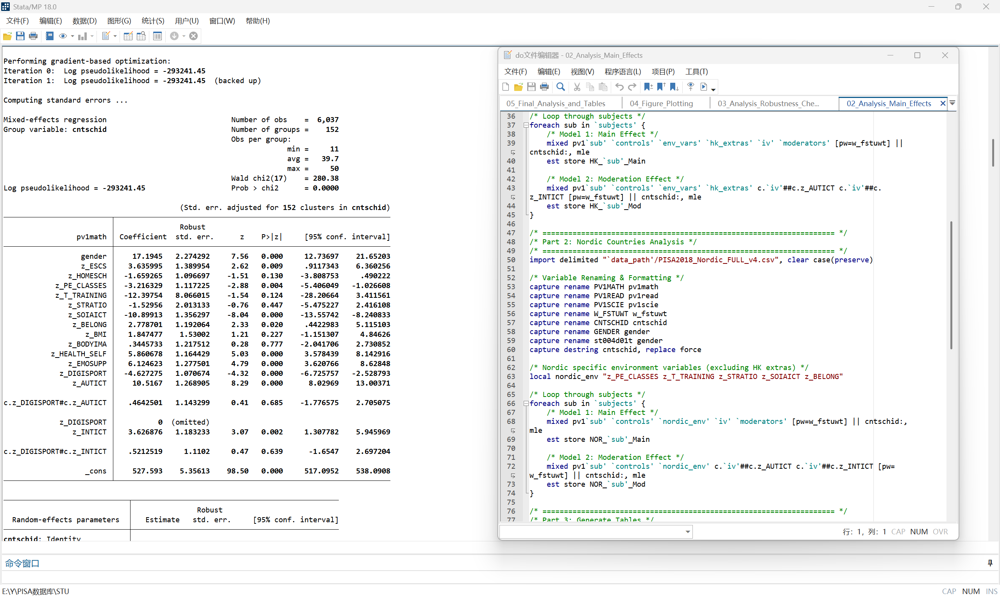 Stata/MP 18.0
文件(F) 编辑(E) 数据(D) 图形(G) 统计(S) 用户(U) 窗口(W) 帮助(H)
Performing gradient-based optimization:
Iteration 0:  Log pseudolikelihood = -293241.45
Iteration 1:  Log pseudolikelihood = -293241.45  (backed up)
Computing standard errors ...
Mixed-effects regression                             Number of obs    =  6,037
Group variable: cntschid                             Number of groups =    152
Obs per group:
min =     11
avg =   39.7
max =     50
Wald chi2(17)    = 280.38
Log pseudolikelihood = -293241.45                    Prob > chi2      = 0.0000
(Std. err. adjusted for 152 clusters in cntschid)
Robust
pv1math | Coefficient  std. err.      z    P>|z|     [95% conf. interval]
gender | 17.1945   2.274292     7.56   0.000     12.73697    21.65203
z_ESCS | 3.635995   1.389954     2.62   0.009     .9117343    6.360256
z_HOMESCH | -1.659265   1.096697    -1.51   0.130    -3.808753     .490222
z_PE_CLASSES | -3.216329   1.117225    -2.88   0.004    -5.406049   -1.026608
z_T_TRAINING | -12.39754   8.066015    -1.54   0.124    -28.20664    3.411561
z_STRATIO | -1.52956   2.013133    -0.76   0.447    -5.475227    2.416108
z_SOIAICT | -10.89913   1.356297    -8.04   0.000    -13.55742   -8.240833
z_BELONG | 2.778701   1.192064     2.33   0.020     .4422983    5.115103
z_BMI | 1.847477    1.53002     1.21   0.227    -1.151307     4.84626
z_BODYIMA | .3445733   1.217512     0.28   0.777    -2.041706    2.730852
z_HEALTH_SELF | 5.860678   1.164429     5.03   0.000     3.578439    8.142916
z_EMOSUPP | 6.124623   1.277501     4.79   0.000     3.620766     8.62848
z_DIGISPORT | -4.627275   1.070674    -4.32   0.000    -6.725757   -2.528793
z_AUTICT | 10.5167   1.268905     8.29   0.000      8.02969    13.00371
c.z_DIGISPORT#c.z_AUTICT | .4642501   1.143299     0.41   0.685    -1.776575    2.705075
z_DIGISPORT | 0  (omitted)
z_INTICT | 3.626876   1.183233     3.07   0.002     1.307782    5.945969
c.z_DIGISPORT#c.z_INTICT | .5212519     1.1102     0.47   0.639      -1.6547    2.697204
_cons | 527.593    5.35613    98.50   0.000     517.0952    538.0908
Robust
Random-effects parameters | Estimate   std. err.     [95% conf. interval]
cntschid: Identity
命令窗口
E:\Y\PISA数据库\STU
CAP NUM INS
do文件编辑器 - 02_Analysis_Main_Effects
文件(F) 编辑(E) 视图(V) 程序语言(L) 项目(P) 工具(T)
05_Final_Analysis_and_Tables 04_Figure_Plotting 03_Analysis_Robustness_Che... 02_Analysis_Main_Effects
36 /* Loop through subjects */
37 foreach sub in `subjects' {
38     /* Model 1: Main Effect */
39     mixed pv1`sub' `controls' `env_vars' `hk_extras' `iv' `moderators' [pw=w_fstuwt] ||
cntschid:, mle
40     est store HK_`sub'_Main
41
42     /* Model 2: Moderation Effect */
43     mixed pv1`sub' `controls' `env_vars' `hk_extras' c.`iv'##c.z_AUTICT c.`iv'##c.
z_INTICT [pw=w_fstuwt] || cntschid:, mle
44     est store HK_`sub'_Mod
45 }
46
47 /* ==================================================================== */
48 /* Part 2: Nordic Countries Analysis */
49 /* ==================================================================== */
50 import delimited "`data_path'/PISA2018_Nordic_FULL_v4.csv", clear case(preserve)
51
52 /* Variable Renaming & Formatting */
53 capture rename PV1MATH pv1math
54 capture rename PV1READ pv1read
55 capture rename PV1SCIE pv1scie
56 capture rename W_FSTUWT w_fstuwt
57 capture rename CNTSCHID cntschid
58 capture rename GENDER gender
59 capture rename st004d01t gender
60 capture destring cntschid, replace force
61
62 /* Nordic specific environment variables (excluding HK extras) */
63 local nordic_env "z_PE_CLASSES z_T_TRAINING z_STRATIO z_SOIAICT z_BELONG"
64
65 /* Loop through subjects */
66 foreach sub in `subjects' {
67     /* Model 1: Main Effect */
68     mixed pv1`sub' `controls' `nordic_env' `iv' `moderators' [pw=w_fstuwt] || cntschid:,
mle
69     est store NOR_`sub'_Main
70
71     /* Model 2: Moderation Effect */
72     mixed pv1`sub' `controls' `nordic_env' c.`iv'##c.z_AUTICT c.`iv'##c.z_INTICT [pw=
w_fstuwt] || cntschid:, mle
73     est store NOR_`sub'_Mod
74 }
75
76 /* ==================================================================== */
77 /* Part 3: Generate Tables */
行: 1, 列: 1 CAP NUM OVR